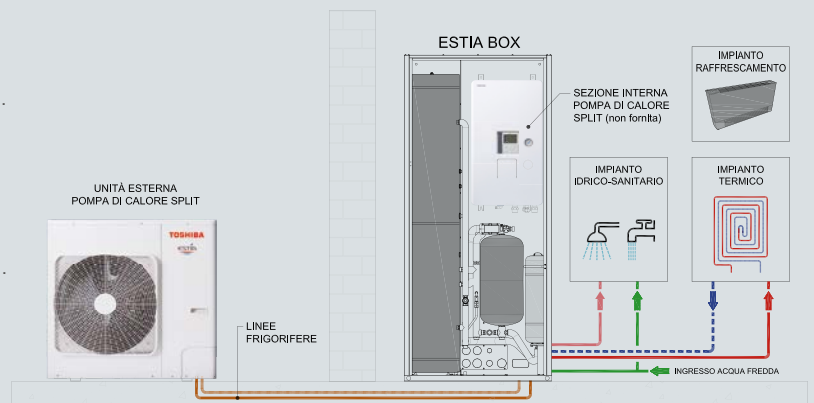 ESTIA BOX
IMPIANTO
RAFFRESCAMENTO
SEZIONE INTERNA
POMPA DI CALORE
SPLIT (non fornita)
IMPIANTO
IDRICO-SANITARIO
IMPIANTO
TERMICO
UNITÀ ESTERNA
POMPA DI CALORE SPLIT
TOSHIBA
ESTIA
LINEE
FRIGORIFERE
INGRESSO ACQUA FREDDA